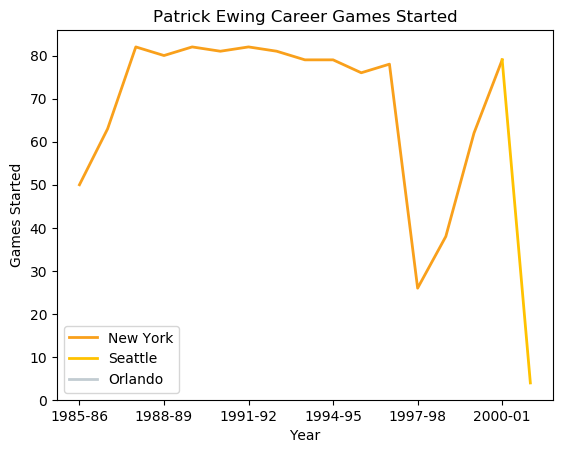 Patrick Ewing Career Games Started
Games Started
80
70
60
50
40
30
20
10
0
New York
Seattle
Orlando
1985-86 1988-89 1991-92 1994-95 1997-98 2000-01
Year